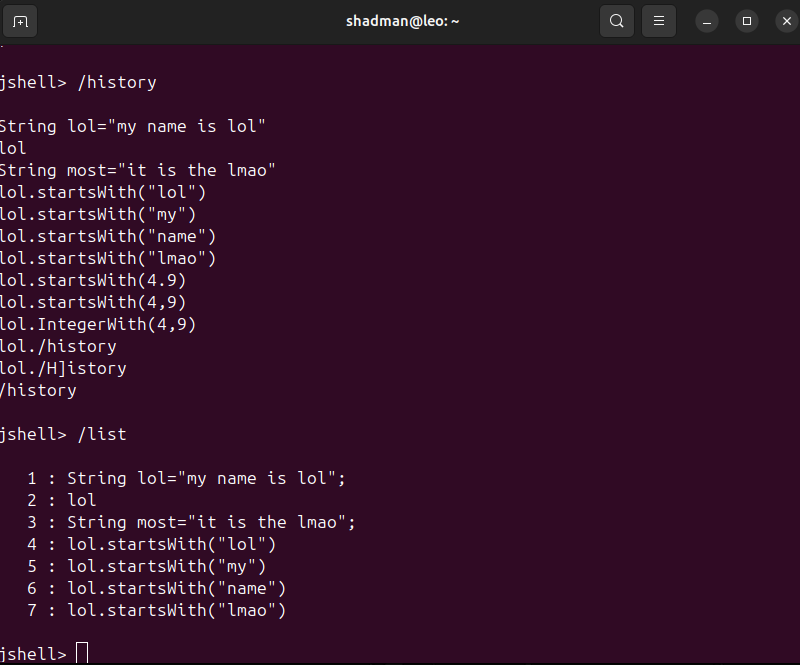 shadman@leo: ~
jshell> /history
String lol="my name is lol"
lol
String most="it is the lmao"
lol.startsWith("lol")
lol.startsWith("my")
lol.startsWith("name")
lol.startsWith("lmao")
lol.startsWith(4.9)
lol.startsWith(4,9)
lol.IntegerWith(4,9)
lol./history
lol./H]istory
/history
jshell> /list
1 : String lol="my name is lol";
2 : lol
3 : String most="it is the lmao";
4 : lol.startsWith("lol")
5 : lol.startsWith("my")
6 : lol.startsWith("name")
7 : lol.startsWith("lmao")
jshell>